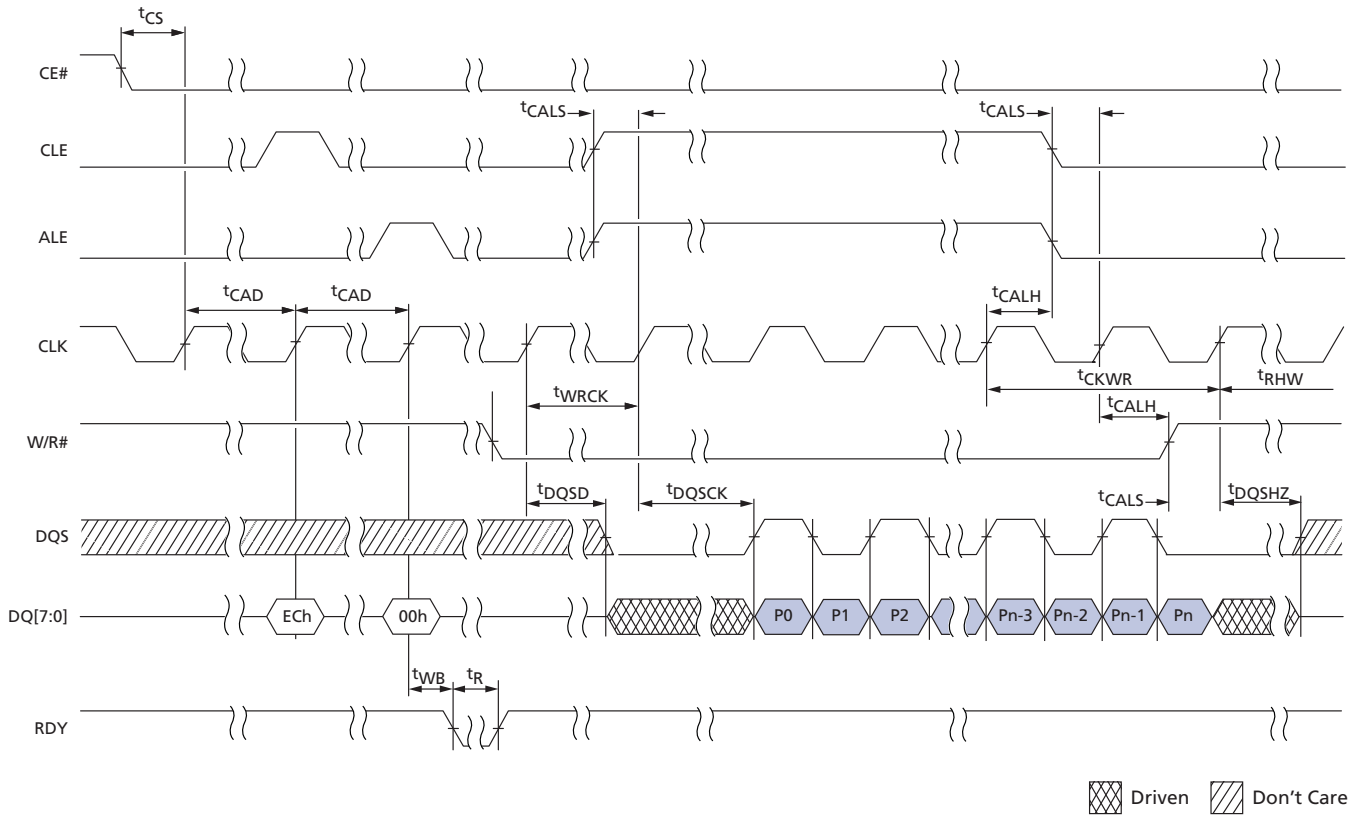 tCS
CE#
tCALS
tCALS
CLE
ALE
tCAD
tCAD
tCALH
CLK
tCKWR
tRHW
tWRCK
tCALH
W/R#
tDQSD
tDQSCK
tCALS
tDQSHZ
DQS
DQ[7:0]
ECh
00h
P0
P1
P2
Pn-3
Pn-2
Pn-1
Pn
tWB
tR
RDY
Driven
Don't Care